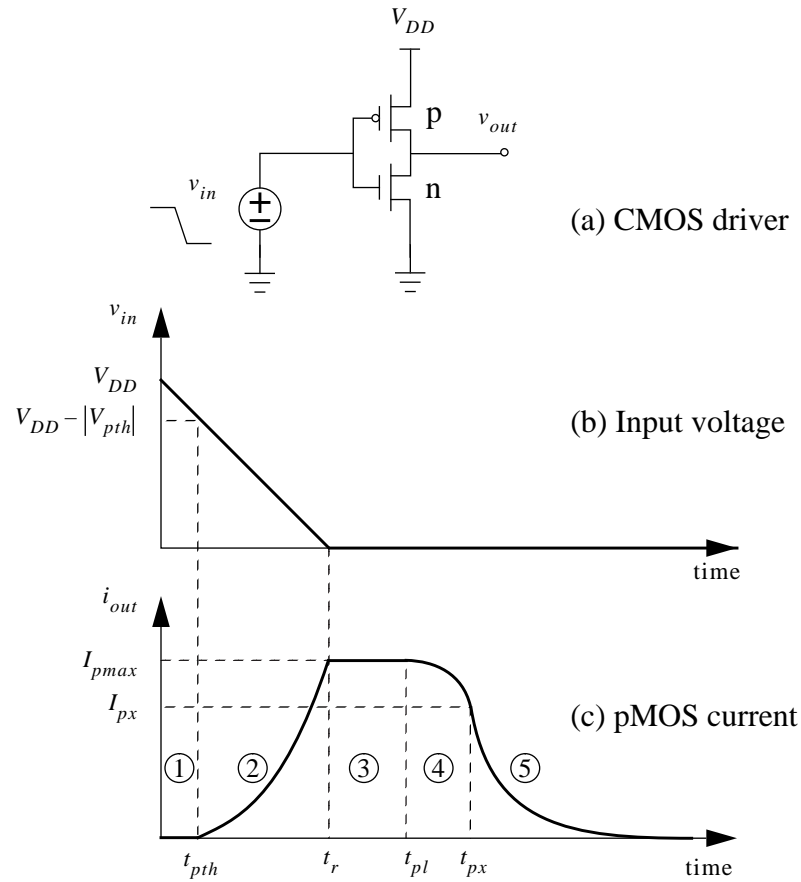 V_DD
p
v_out
v_in
n
(a) CMOS driver
v_in
V_DD
V_DD – |V_pth|
(b) Input voltage
time
i_out
I_pmax
I_px
(c) pMOS current
1 2 3 4 5
t_pth t_r t_pl t_px time